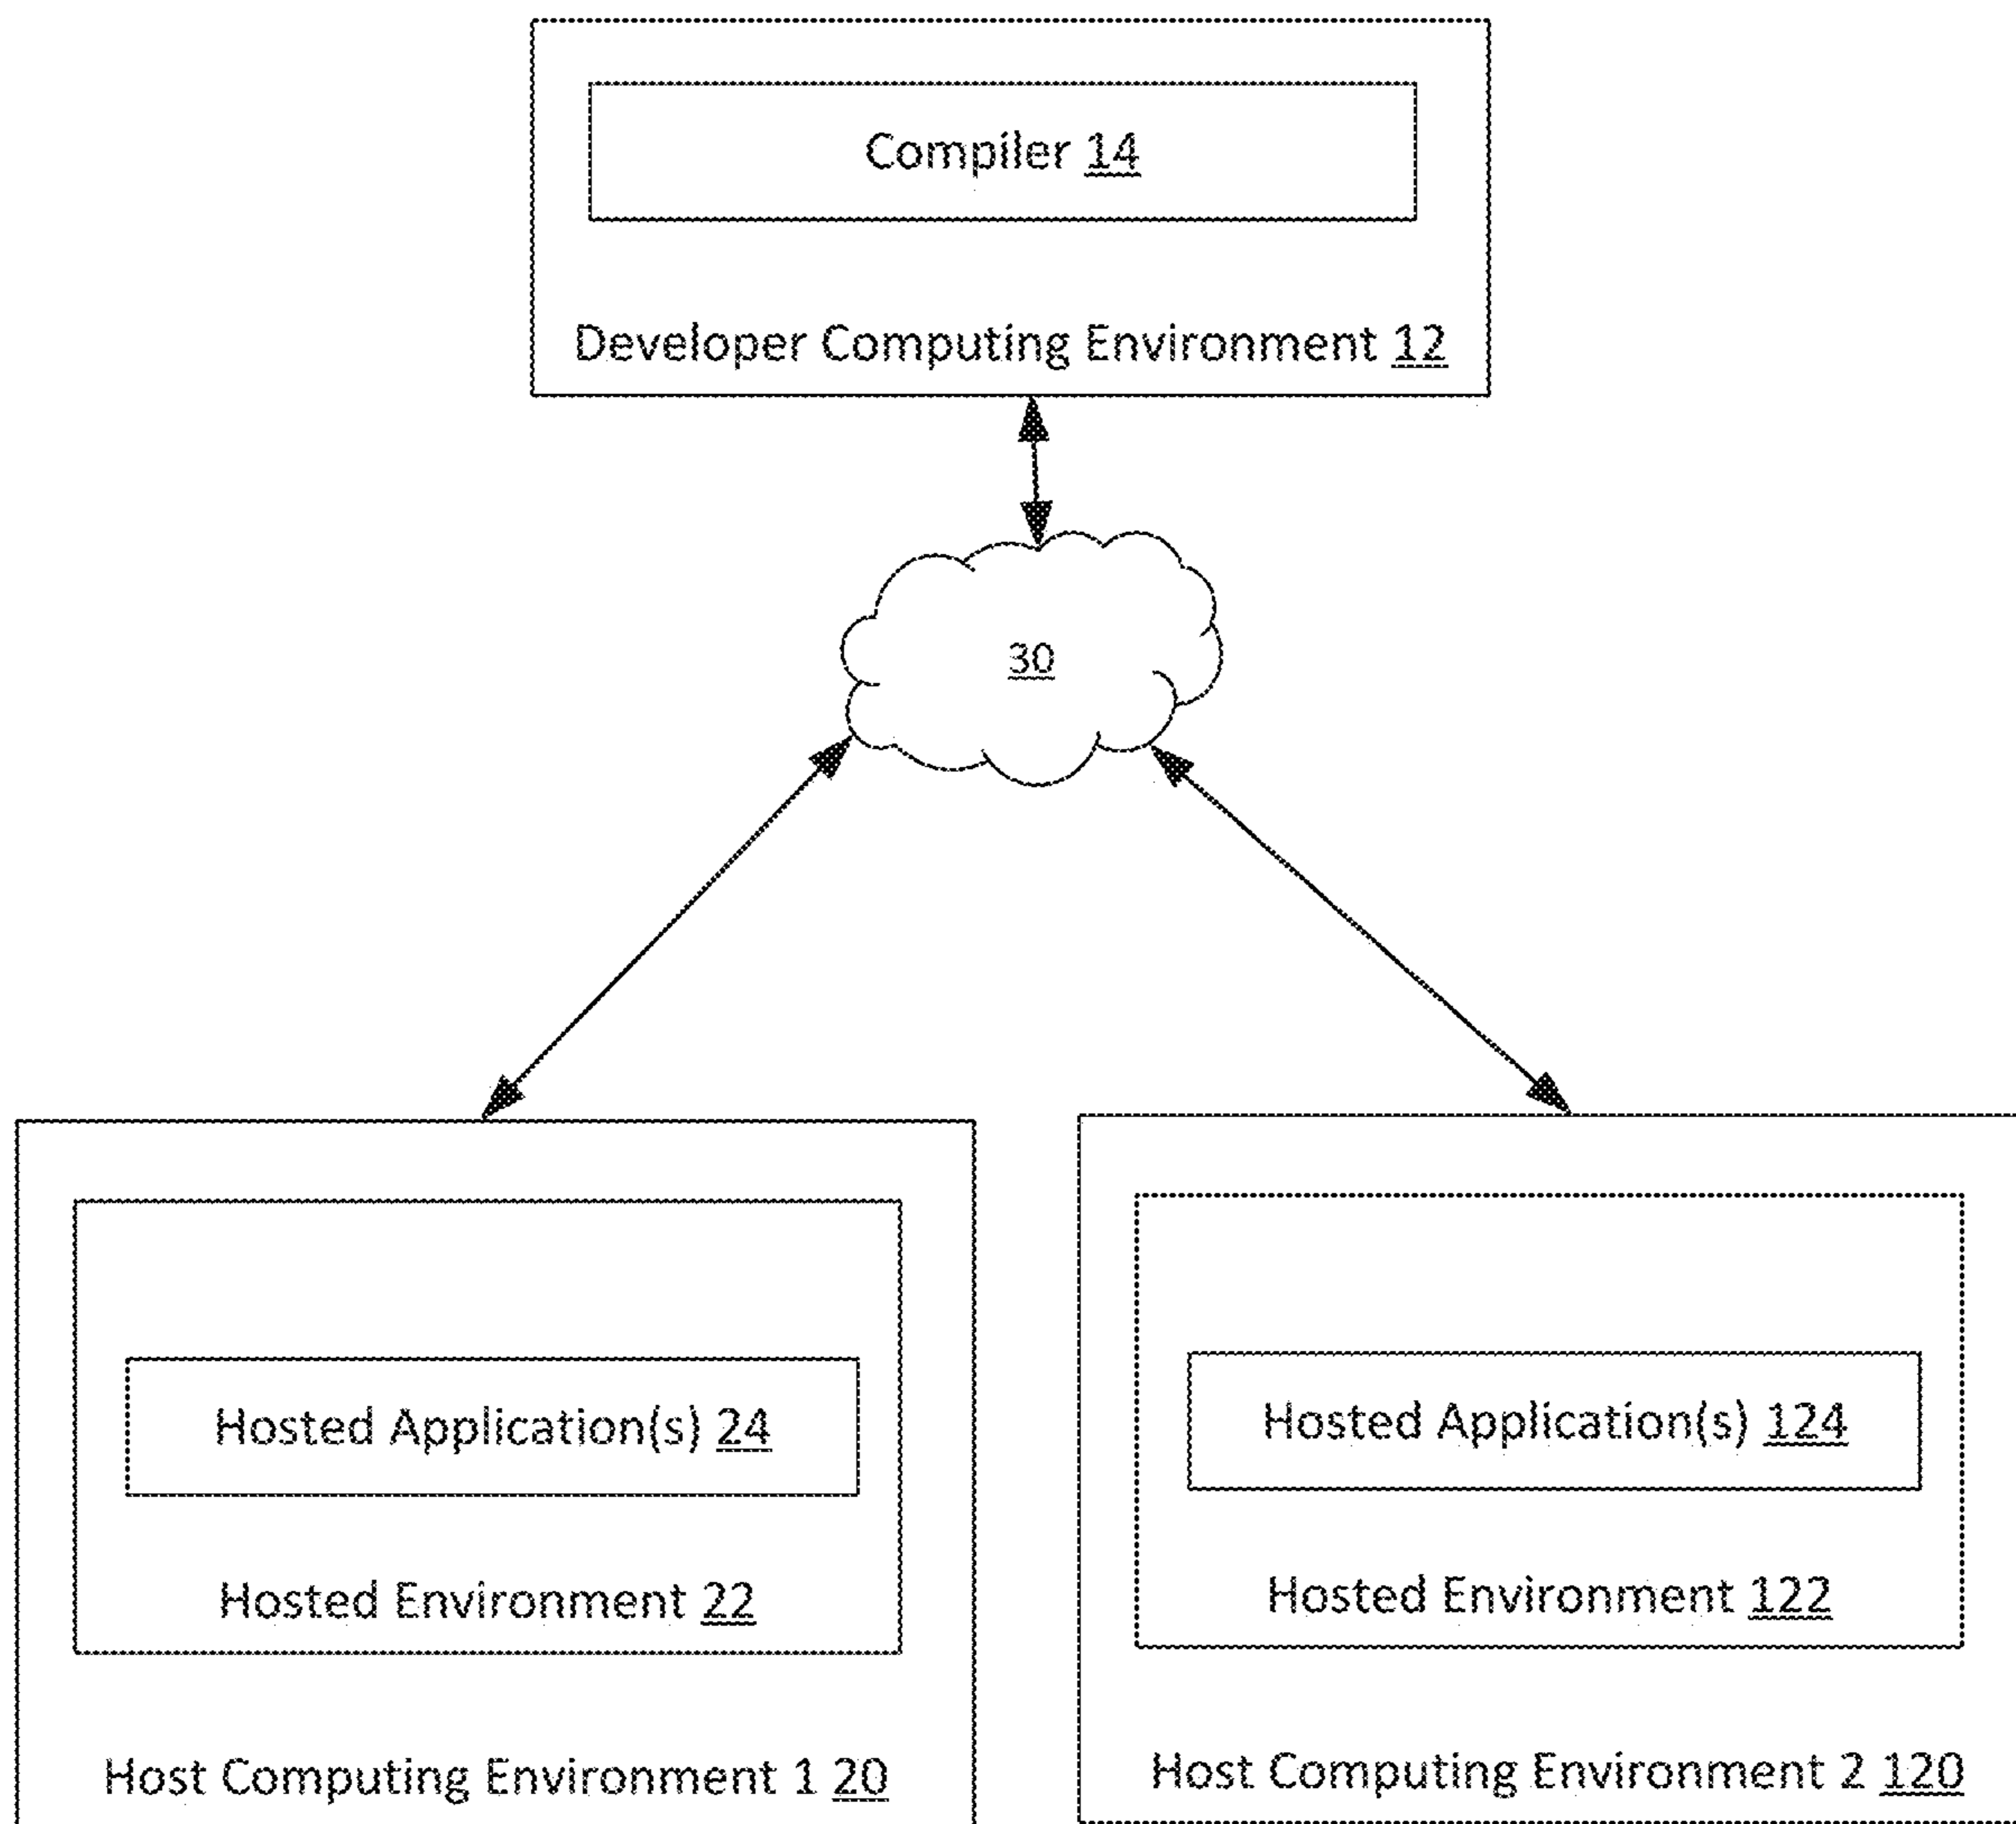 Compiler 14
Developer Computing Environment 12
30
Hosted Application(s) 24
Hosted Environment 22
Host Computing Environment 1 20
Hosted Application(s) 124
Hosted Environment 122
Host Computing Environment 2 120